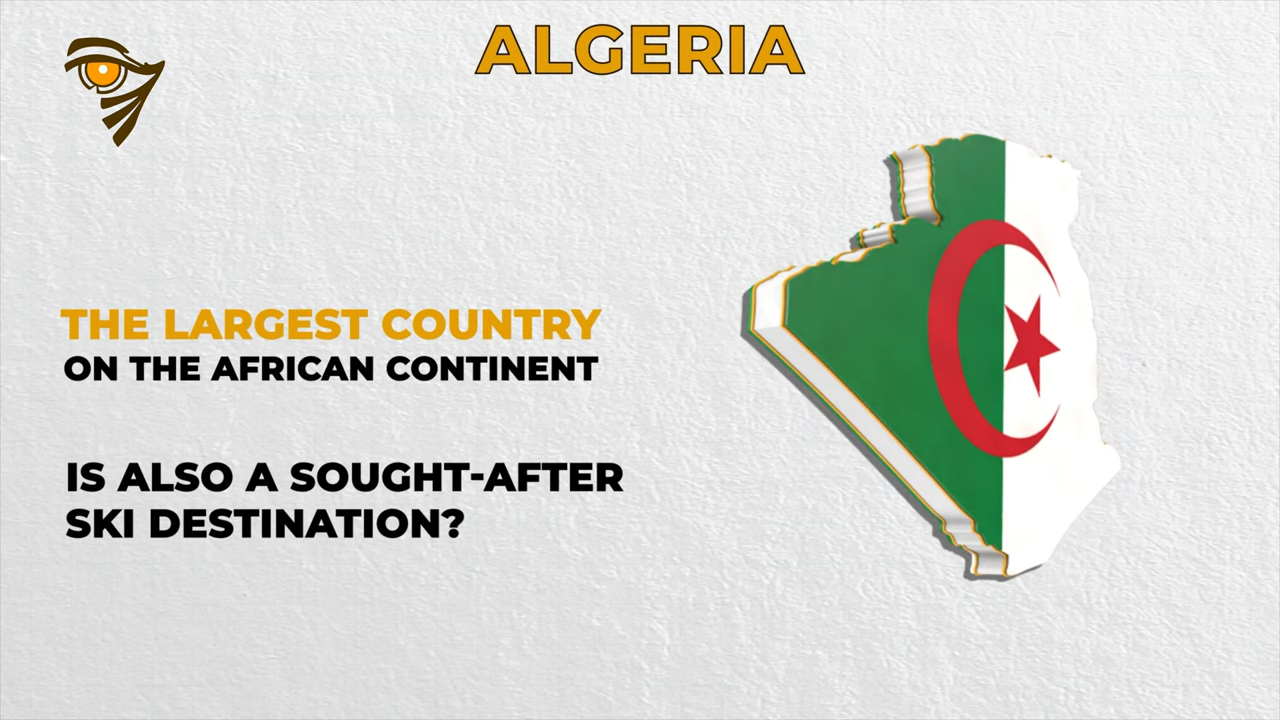 ALGERIA
THE LARGEST COUNTRY
ON THE AFRICAN CONTINENT
IS ALSO A SOUGHT-AFTER
SKI DESTINATION?